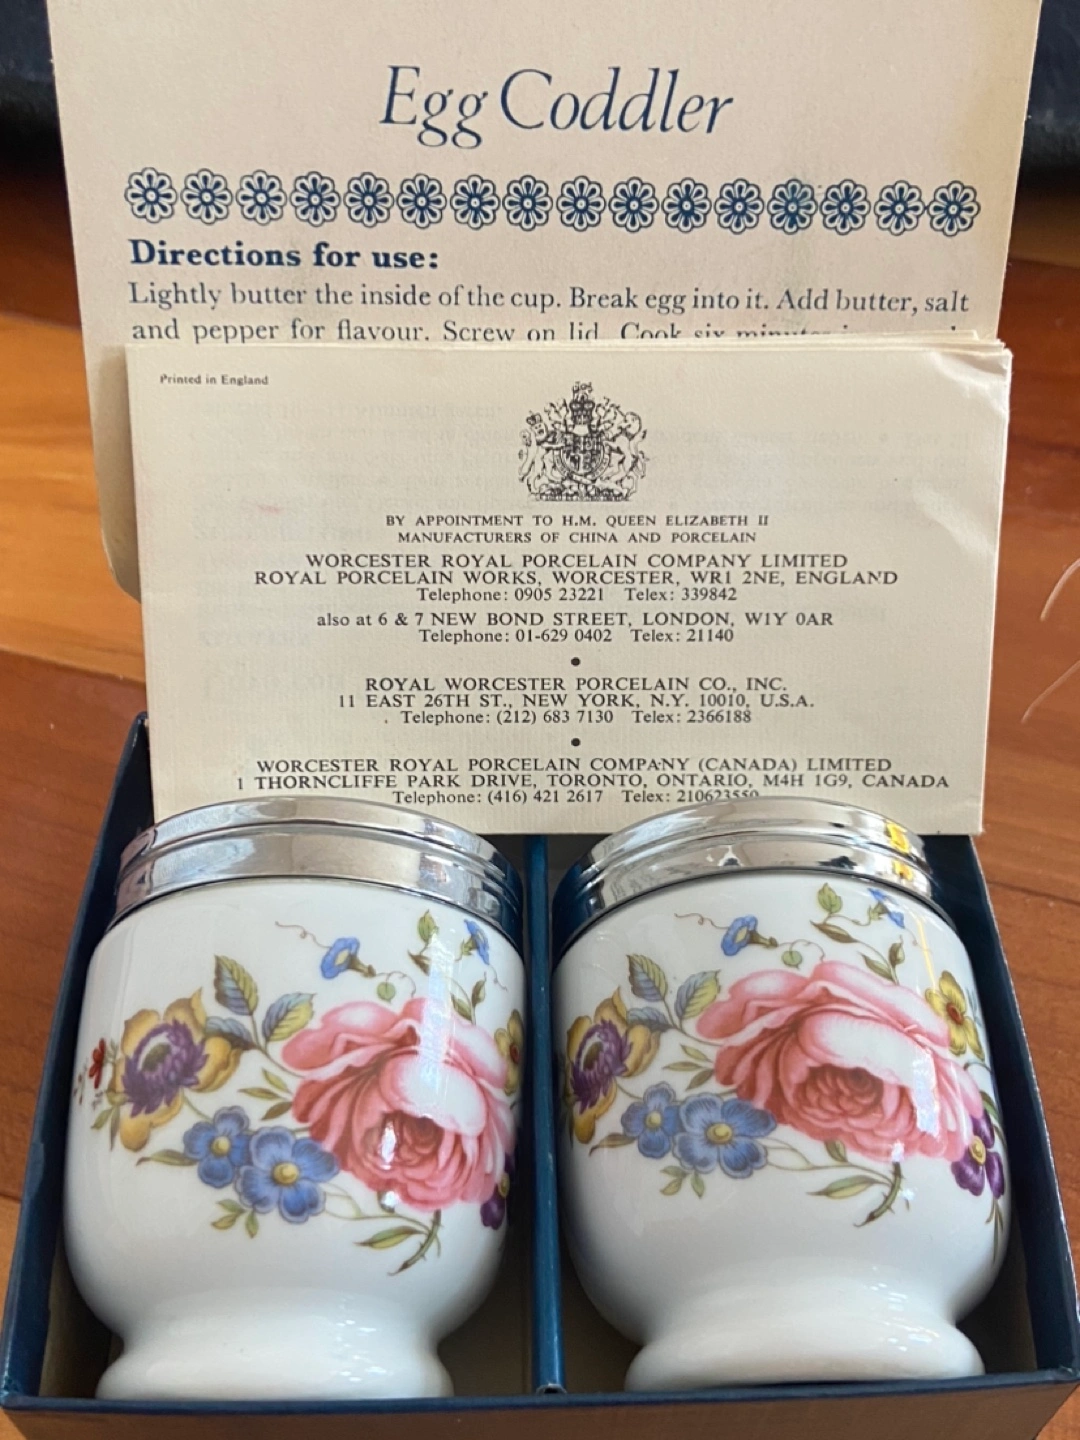 Egg Coddler
Directions for use:
Lightly butter the inside of the cup. Break egg into it. Add butter, salt
and pepper for flavour. Screw on lid. Cook six minutes
Printed in England
BY APPOINTMENT TO H.M. QUEEN ELIZABETH II
MANUFACTURERS OF CHINA AND PORCELAIN
WORCESTER ROYAL PORCELAIN COMPANY LIMITED
ROYAL PORCELAIN WORKS, WORCESTER, WR1 2NE, ENGLAND
Telephone: 0905 23221 Telex: 339842
also at 6 & 7 NEW BOND STREET, LONDON, W1Y 0AR
Telephone: 01-629 0402 Telex: 21140
ROYAL WORCESTER PORCELAIN CO., INC.
11 EAST 26TH ST., NEW YORK, N.Y. 10010, U.S.A.
Telephone: (212) 683 7130 Telex: 2366188
WORCESTER ROYAL PORCELAIN COMPANY (CANADA) LIMITED
1 THORNCLIFFE PARK DRIVE, TORONTO, ONTARIO, M4H 1G9, CANADA
Telephone: (416) 421 2617 Telex: 210623550